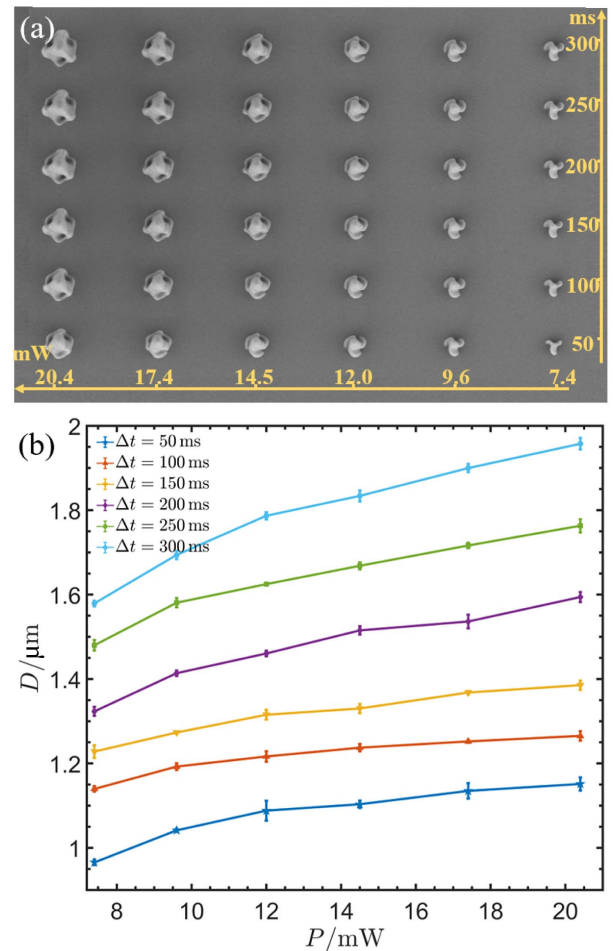 (a)
ms
300
250
200
150
100
50
mW
20.4 17.4 14.5 12.0 9.6 7.4
(b)
2
1.8
1.6
1.4
1.2
1
D/μm
Δt = 50 ms
Δt = 100 ms
Δt = 150 ms
Δt = 200 ms
Δt = 250 ms
Δt = 300 ms
8 10 12 14 16 18 20
P/mW